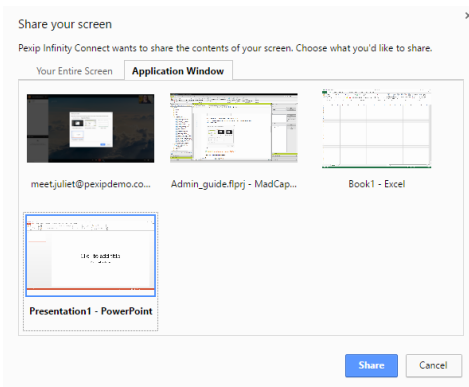 Share your screen
Pexip Infinity Connect wants to share the contents of your screen. Choose what you'd like to share.
Your Entire Screen
Application Window
meet.juliet@pexipdemo.co...
Admin_guide.flprj - MadCap...
Book1 - Excel
Presentation1 - PowerPoint
Share
Cancel